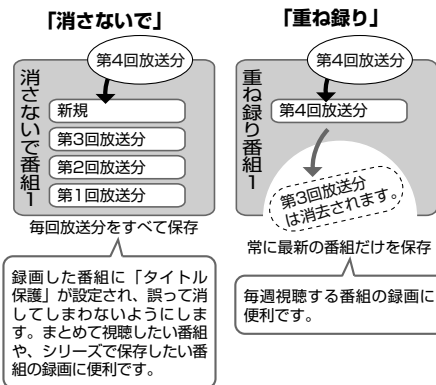 「消さないで」
第4回放送分
消さないで番組1
新規
第3回放送分
第2回放送分
第1回放送分
毎回放送分をすべて保存
録画した番組に「タイトル
保護」が設定され、誤って消
してしまわないようにしま
す。まとめて視聴したい番組
や、シリーズで保存したい番
組の録画に便利です。
「重ね録り」
第4回放送分
重ね録り番組1
第4回放送分
第3回放送分
は消去されます。
常に最新の番組だけを保存
毎週視聴する番組の録画に
便利です。